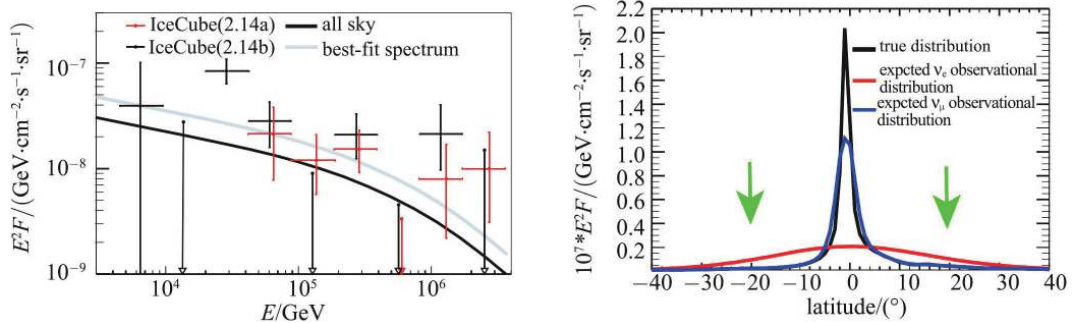 IceCube(2.14a) all sky
IceCube(2.14b) best-fit spectrum
E²F/(GeV·cm⁻²·s⁻¹·sr⁻¹)
10⁻⁷
10⁻⁸
10⁻⁹
10⁴ 10⁵ 10⁶
E/GeV
10⁷*E²F/(GeV·cm⁻²·s⁻¹·sr⁻¹)
2.2
2.0
1.8
1.6
1.4
1.2
1.0
0.8
0.6
0.4
0.2
true distribution
expcted νₑ observational
distribution
expcted ν_μ observational
distribution
−40 −30 −20 −10 0 10 20 30 40
latitude/(°)